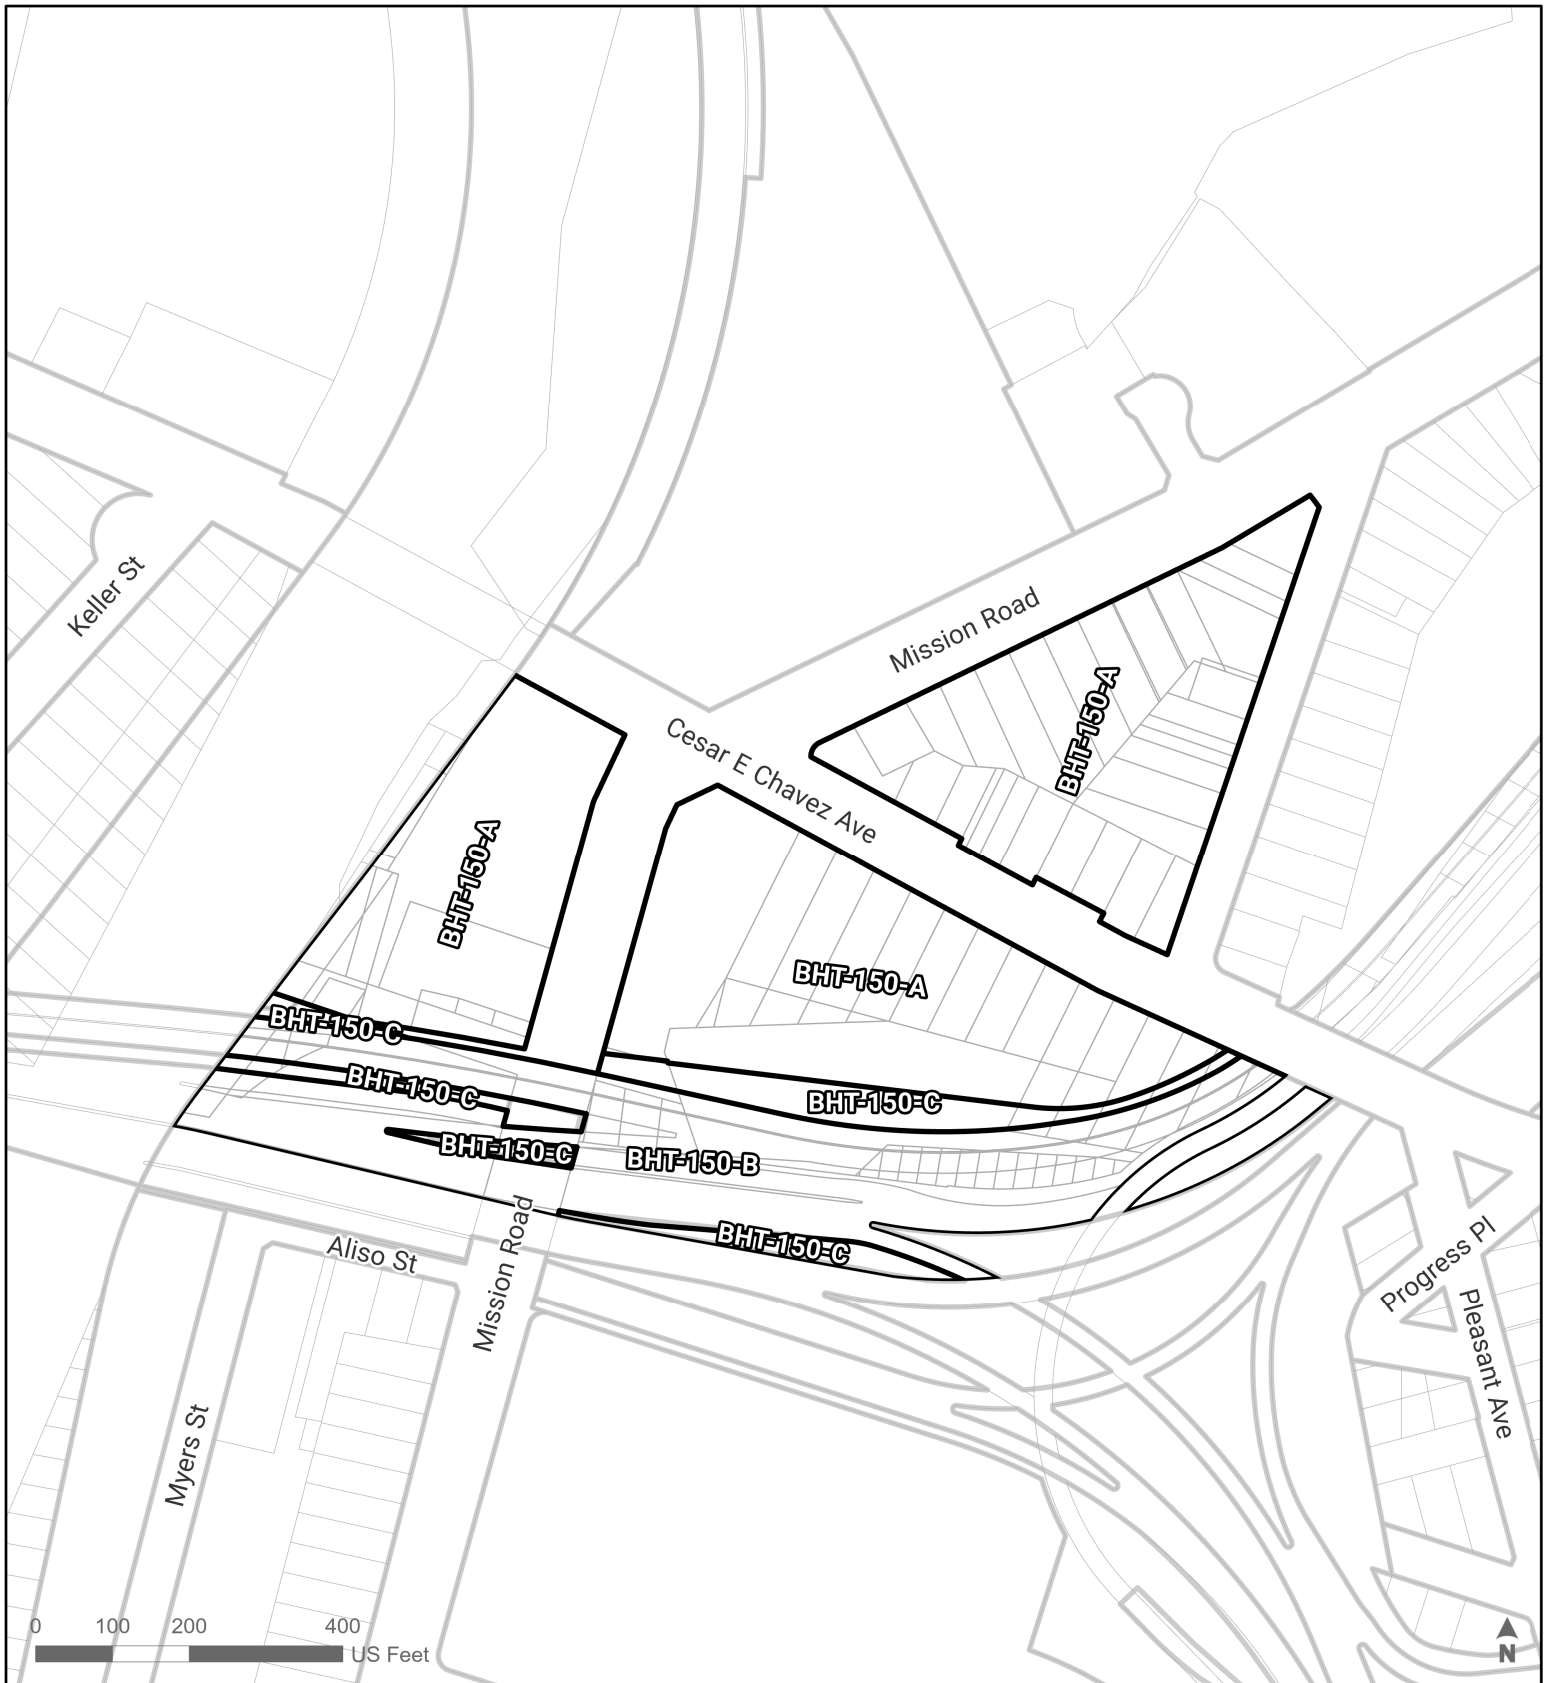 Keller St
Mission Road
BHT-150-A
Cesar E Chavez Ave
BHT-150-A
BHT-150-A
BHT-150-C
BHT-150-C
BHT-150-C
BHT-150-C
BHT-150-B
BHT-150-C
Aliso St
Mission Road
Progress Pl
Pleasant Ave
Myers St
0 100 200 400
US Feet
N